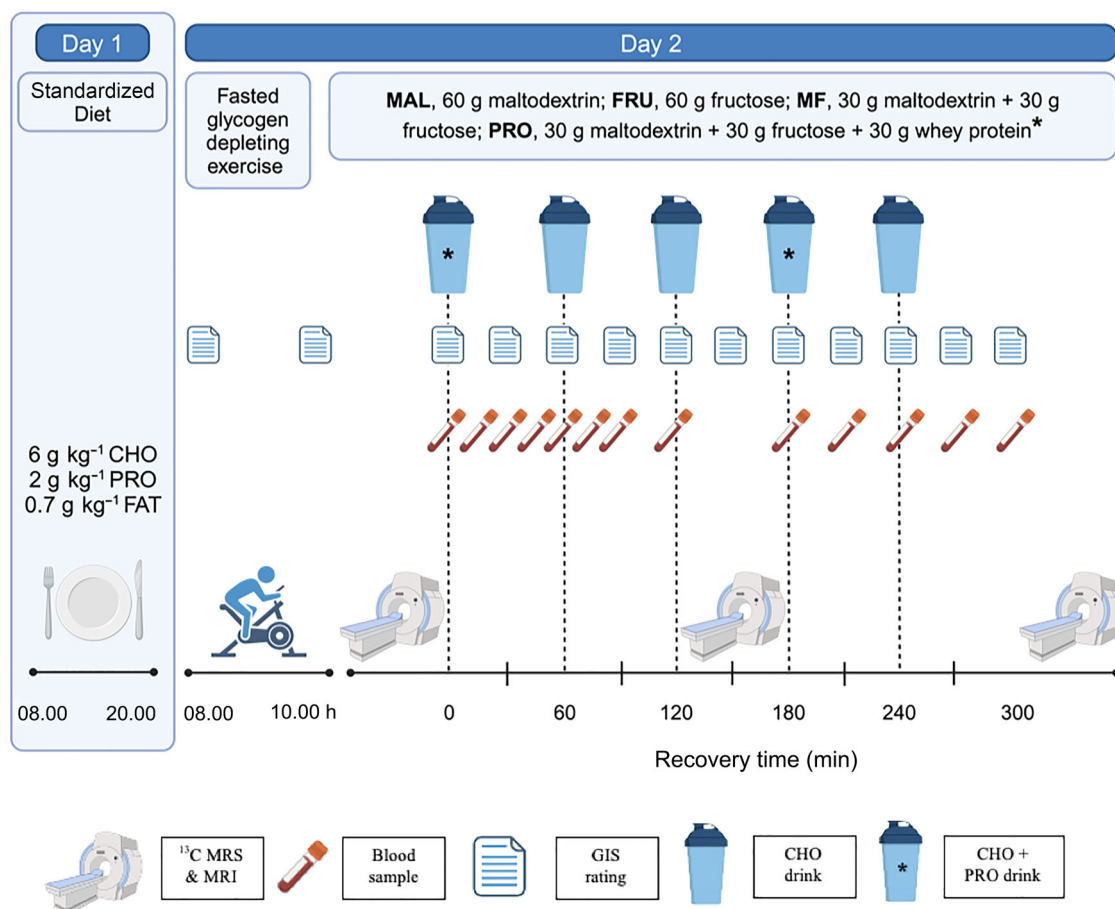 Day 1
Day 2
Standardized
Diet
Fasted
glycogen
depleting
exercise
MAL, 60 g maltodextrin; FRU, 60 g fructose; MF, 30 g maltodextrin + 30 g
fructose; PRO, 30 g maltodextrin + 30 g fructose + 30 g whey protein*
*
*
6 g kg⁻¹ CHO
2 g kg⁻¹ PRO
0.7 g kg⁻¹ FAT
08.00 20.00
08.00 10.00 h
0 60 120 180 240 300
Recovery time (min)
¹³C MRS
& MRI
Blood
sample
GIS
rating
CHO
drink
*
CHO +
PRO drink